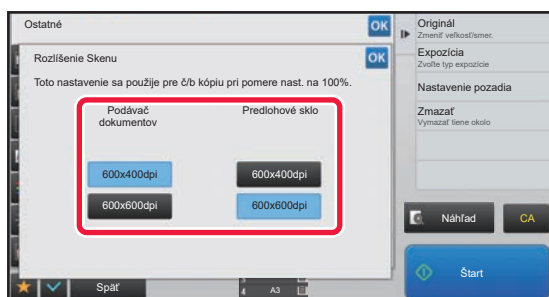 Ostatné
OK
Rozlíšenie Skenu
OK
Toto nastavenie sa použije pre č/b kópiu pri pomere nast. na 100%.
Podávač
dokumentov
Predlohové sklo
600x400dpi
600x400dpi
600x600dpi
600x600dpi
Späť
3
4
A3
Originál
Zmeniť veľkosť/smer.
Expozícia
Zvoľte typ expozície
Nastavenie pozadia
Zmazať
Vymazať tiene okolo
Náhľad
CA
Štart